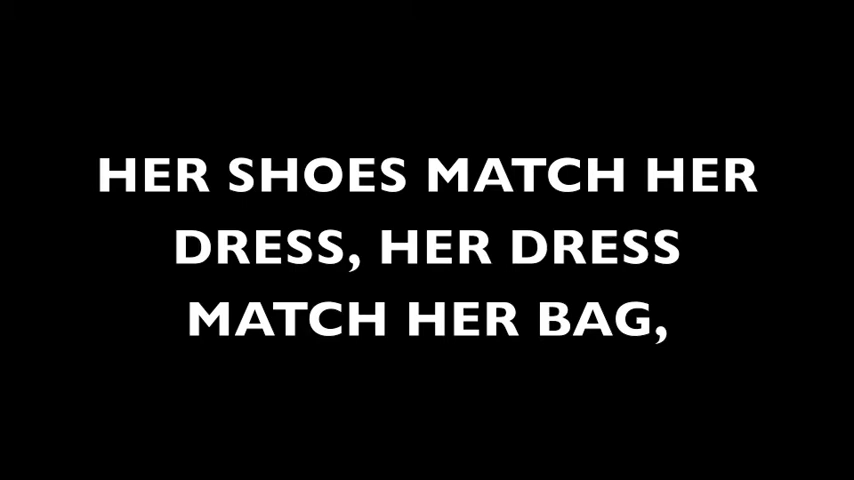 HER SHOES MATCH HER
DRESS, HER DRESS
MATCH HER BAG,